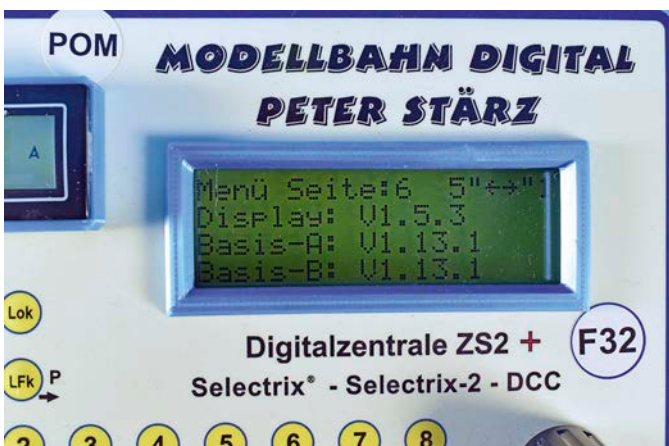 POM
MODELLBAHN DIGITAL
PETER STÄRZ
A
Menü Seite:6 5"↔"1
Display: V1.5.3
Basis-A: V1.13.1
Basis-B: V1.13.1
Lok
Digitalzentrale ZS2 +
F32
LFk P
Selectrix® - Selectrix-2 - DCC
2 3 4 5 6 7 8